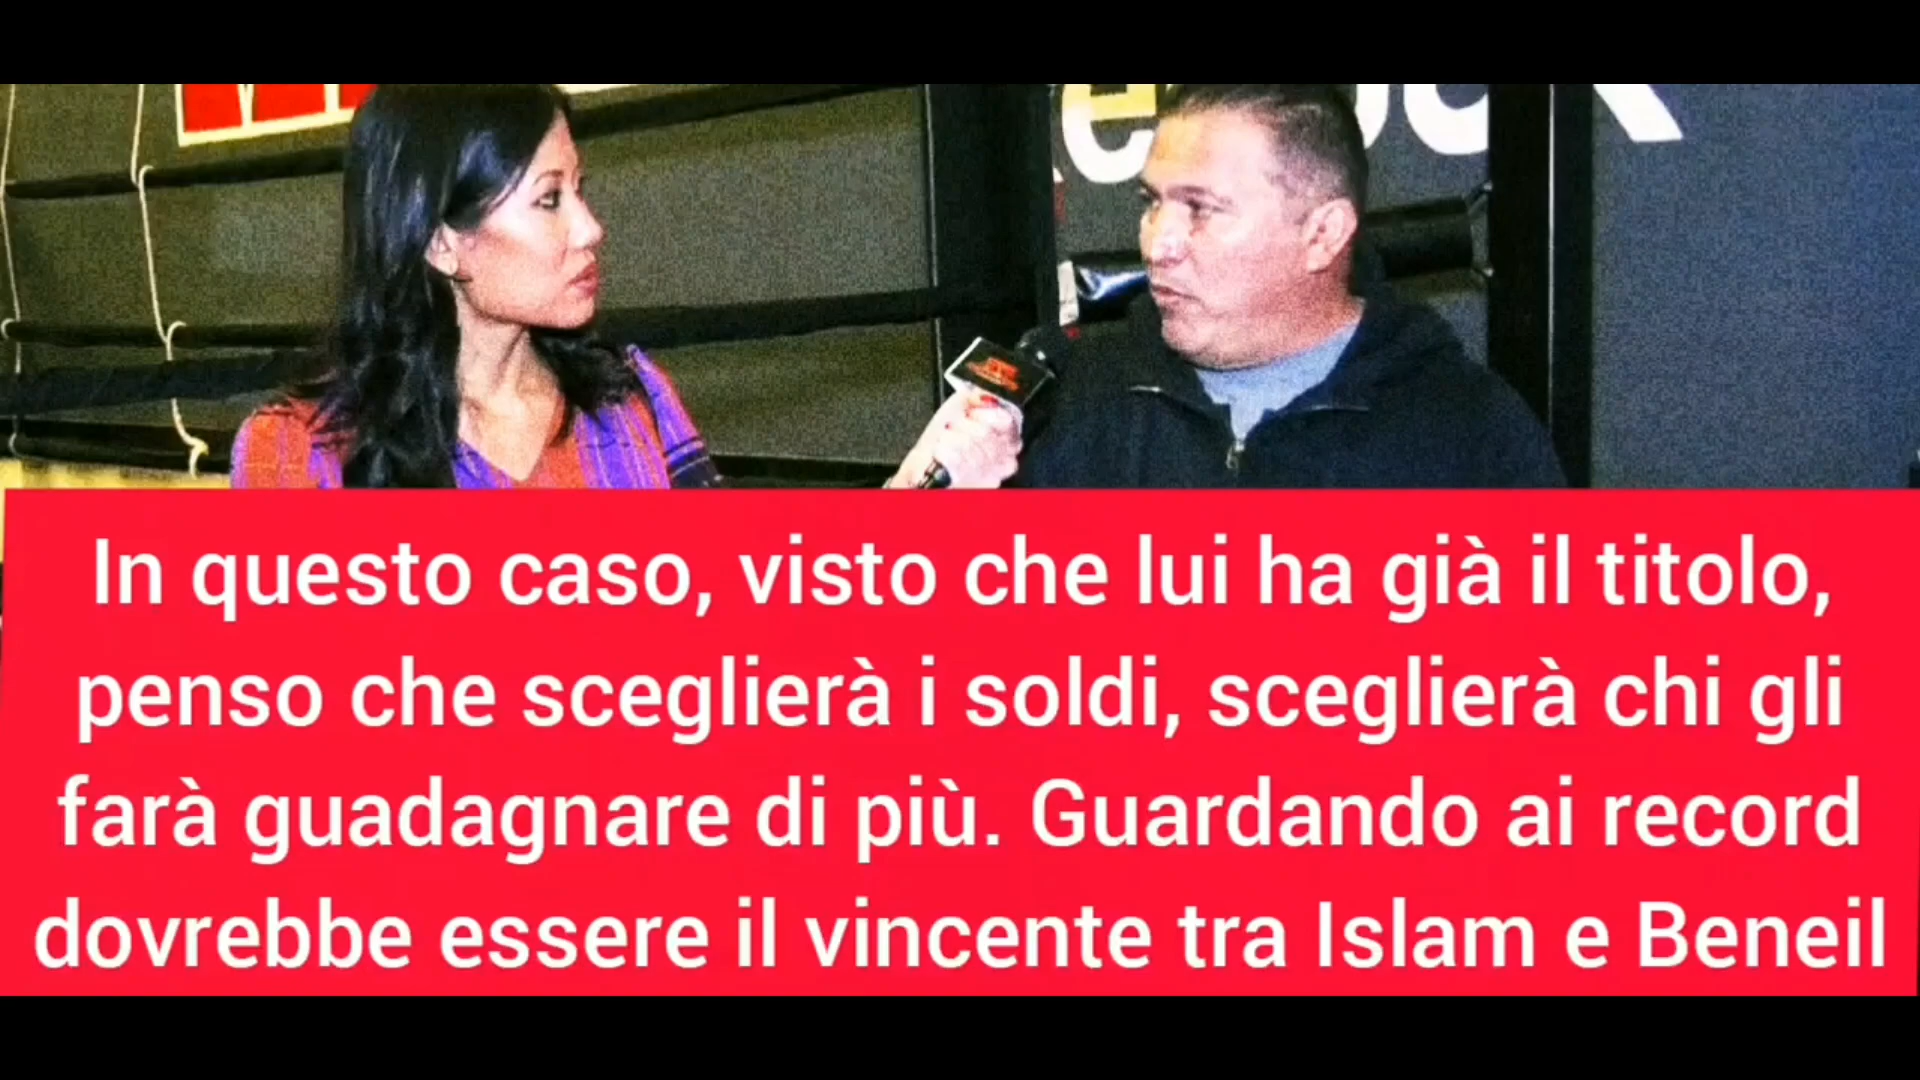 In questo caso, visto che lui ha già il titolo,
penso che sceglierà i soldi, sceglierà chi gli
farà guadagnare di più. Guardando ai record
dovrebbe essere il vincente tra Islam e Beneil